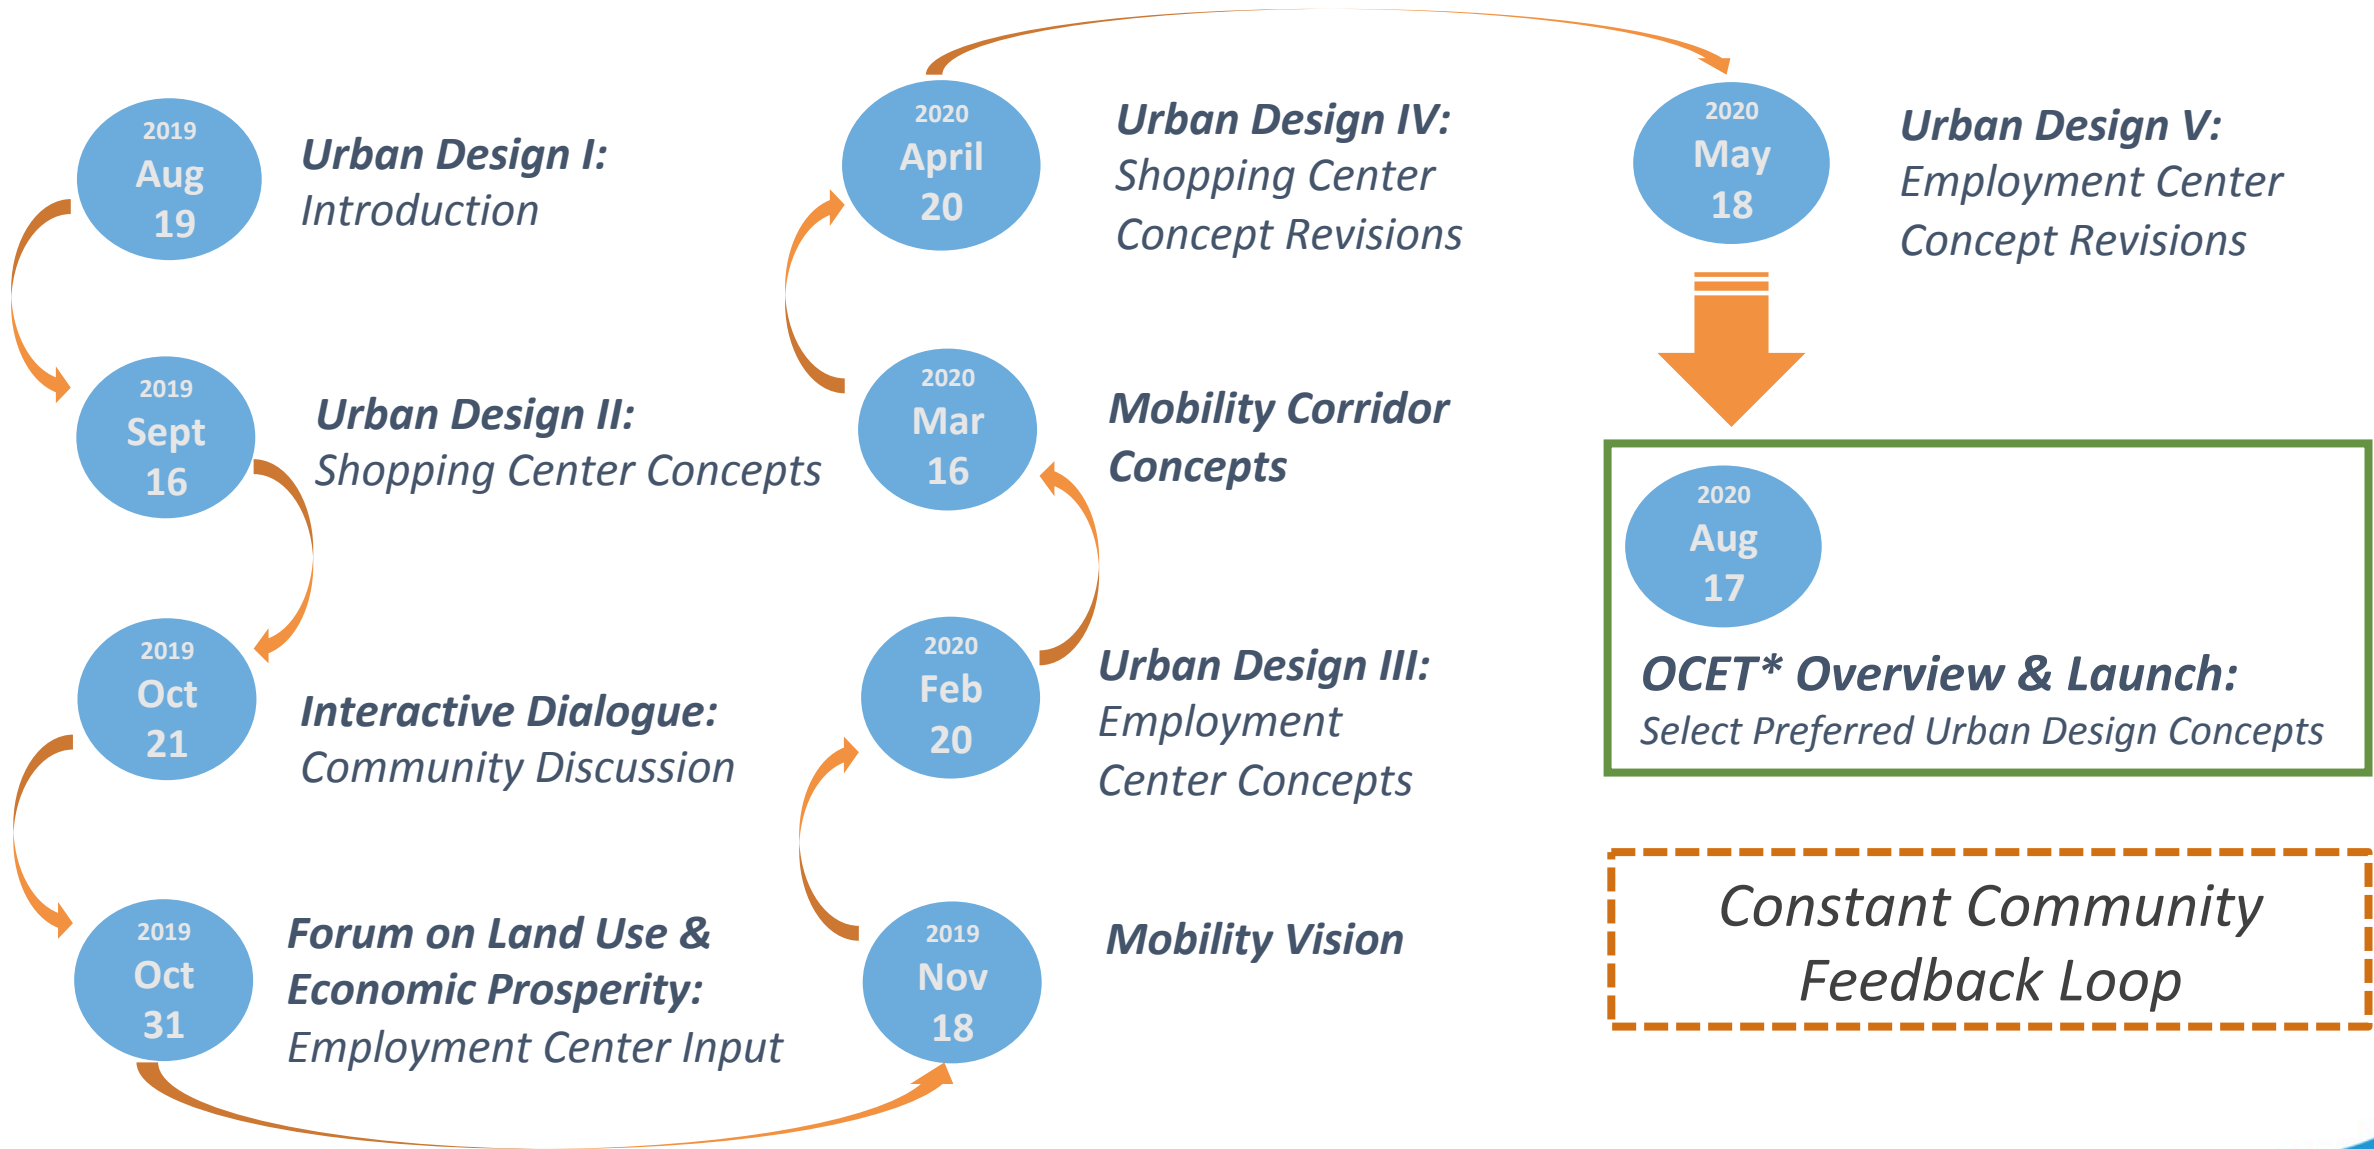 2019
Aug
19
Urban Design I:
Introduction
2019
Sept
16
Urban Design II:
Shopping Center Concepts
2019
Oct
21
Interactive Dialogue:
Community Discussion
2019
Oct
31
Forum on Land Use &
Economic Prosperity:
Employment Center Input
2019
Nov
18
Mobility Vision
2020
Feb
20
Urban Design III:
Employment
Center Concepts
2020
Mar
16
Mobility Corridor
Concepts
2020
April
20
Urban Design IV:
Shopping Center
Concept Revisions
2020
May
18
Urban Design V:
Employment Center
Concept Revisions
2020
Aug
17
OCET* Overview & Launch:
Select Preferred Urban Design Concepts
Constant Community
Feedback Loop